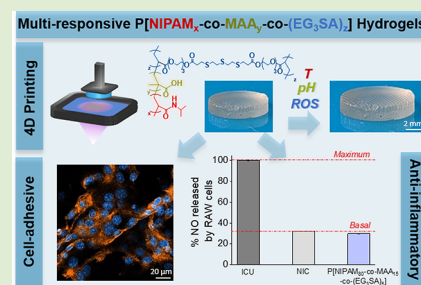 Multi-responsive P[NIPAMx-co-MAAy-co-(EG3SA)z] Hydrogels
4D Printing
OH
O
HN
T
pH
ROS
2 mm
Cell-adhesive
20 µm
% NO released
by RAW cells
100
80
60
40
20
0
Maximum
Basal
ICU
NIC
P[NIPAM80-co-MAA15
-co-(EG3SA)5]
Anti-inflammatory